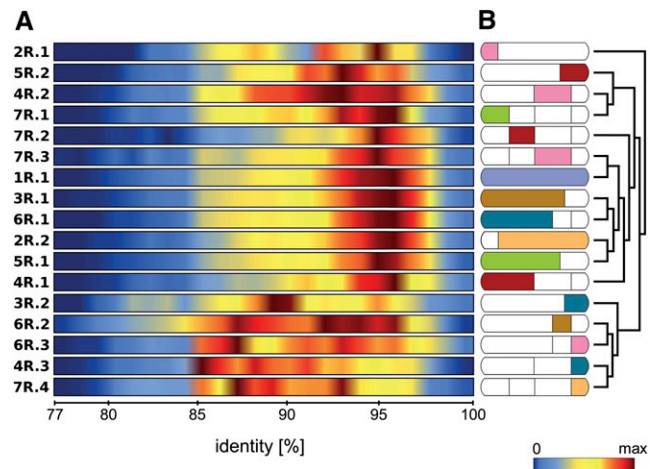 A B
2R.1
5R.2
4R.2
7R.1
7R.2
7R.3
1R.1
3R.1
6R.1
2R.2
5R.1
4R.1
3R.2
6R.2
6R.3
4R.3
7R.4
77 80 85 90 95 100
identity [%]
0 max